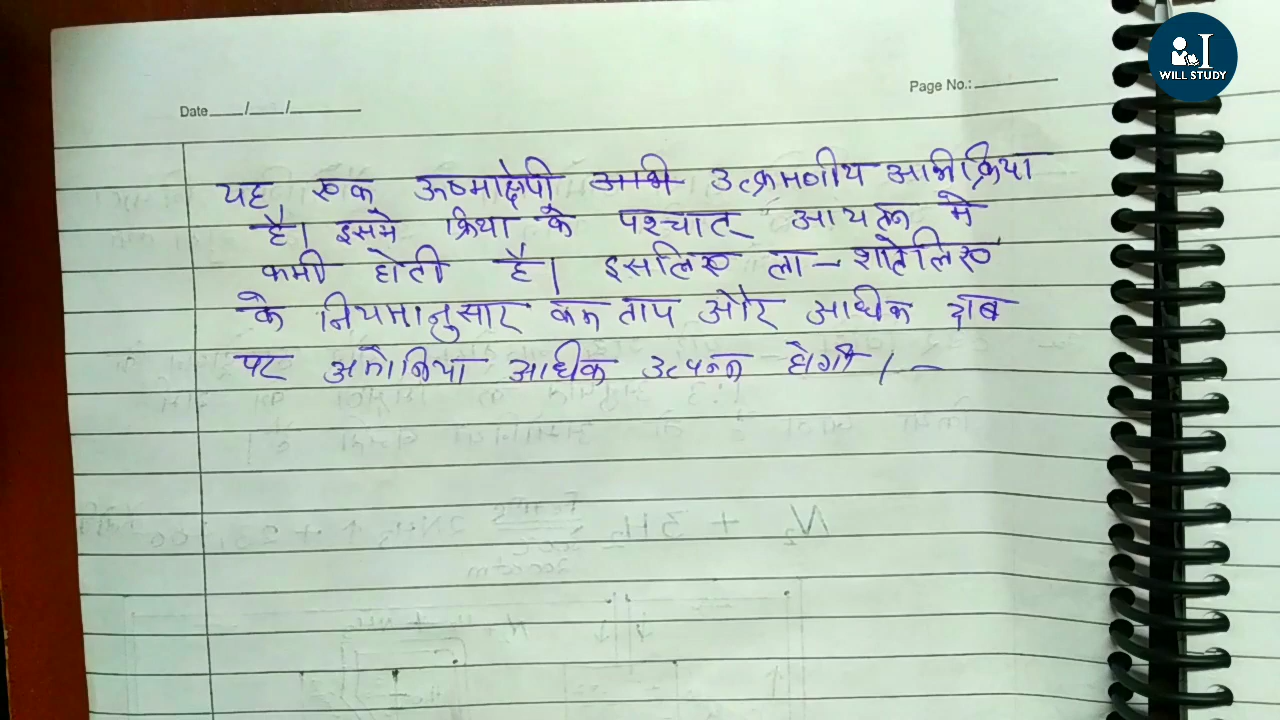 I
WILL STUDY
Page No.:
Date / /
यह एक ऊष्माक्षेपी उत्क्रमणीय अभिक्रिया
है। इसमे क्रिया के पश्चात आयतन मे
कमी होती है। इसलिए ला-शातेलिए
के नियमानुसार कम ताप और अधिक दाब
पर अमोनिया अधिक उत्पन्न होगी।